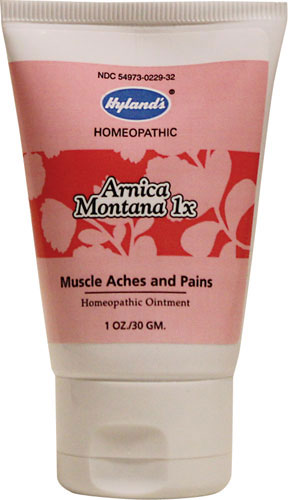 NDC 54973-0229-32
Hyland's®
HOMEOPATHIC
Arnica
Montana 1x
Muscle Aches and Pains
Homeopathic Ointment
1 OZ./30 GM.